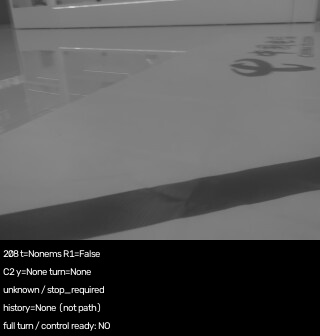 208 t=Nonems R1=False
C2 y=None turn=None
unknown / stop_required
history=None (not path)
full turn / control ready: NO